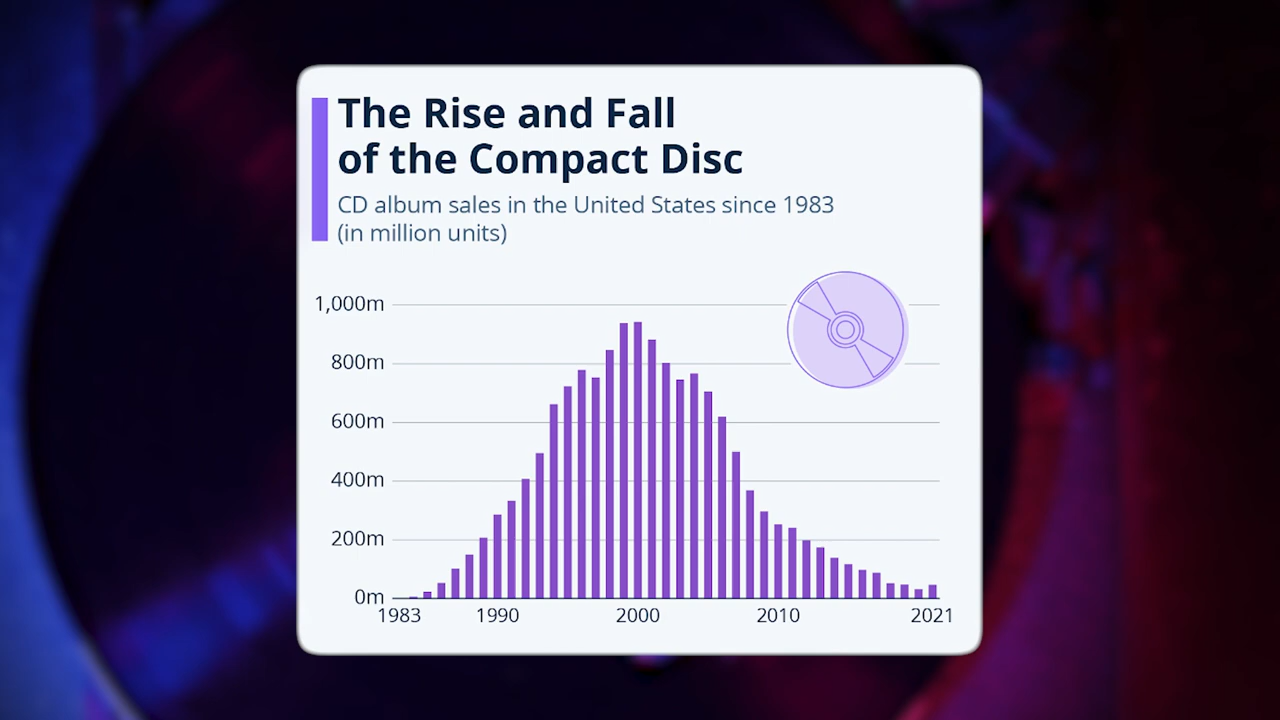 The Rise and Fall
of the Compact Disc
CD album sales in the United States since 1983
(in million units)
1,000m
800m
600m
400m
200m
0m
1983 1990 2000 2010 2021